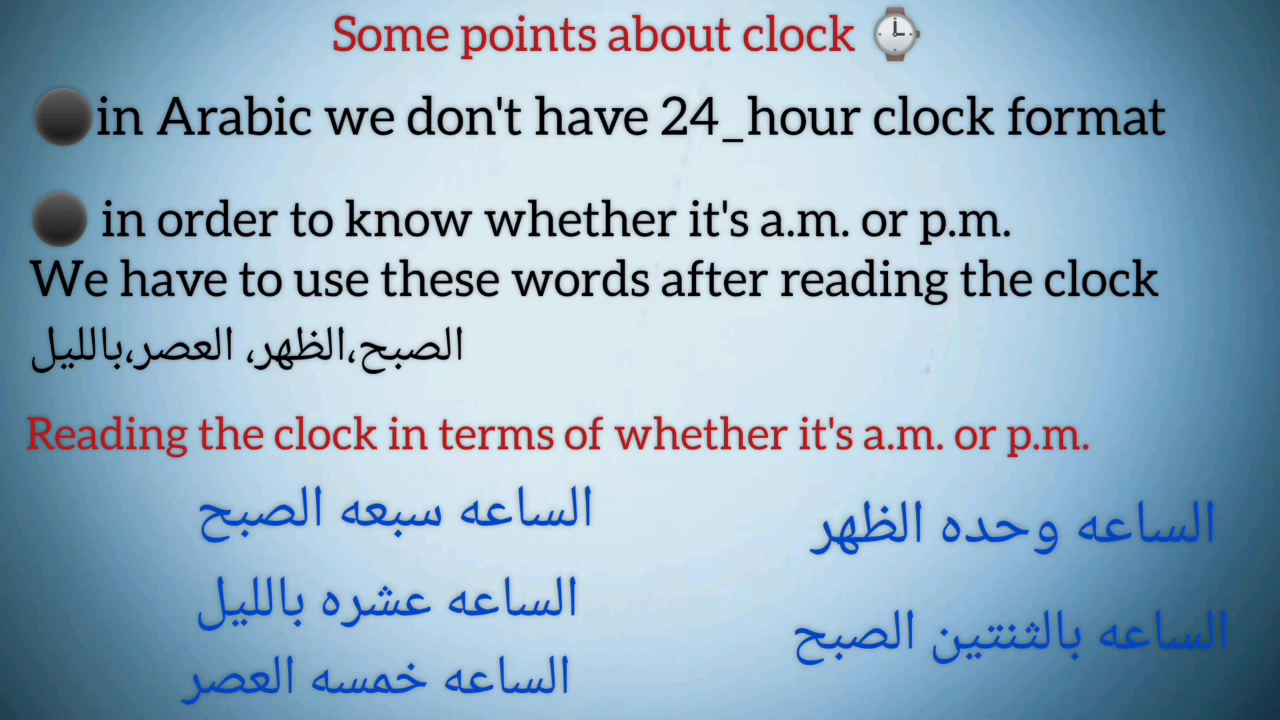 Some points about clock
in Arabic we don't have 24_hour clock format
in order to know whether it's a.m. or p.m.
We have to use these words after reading the clock
الصبح،الظهر، العصر،بالليل
Reading the clock in terms of whether it's a.m. or p.m.
الساعه سبعه الصبح
الساعه وحده الظهر
الساعه عشره بالليل
الساعه بالثنتين الصبح
الساعه خمسه العصر